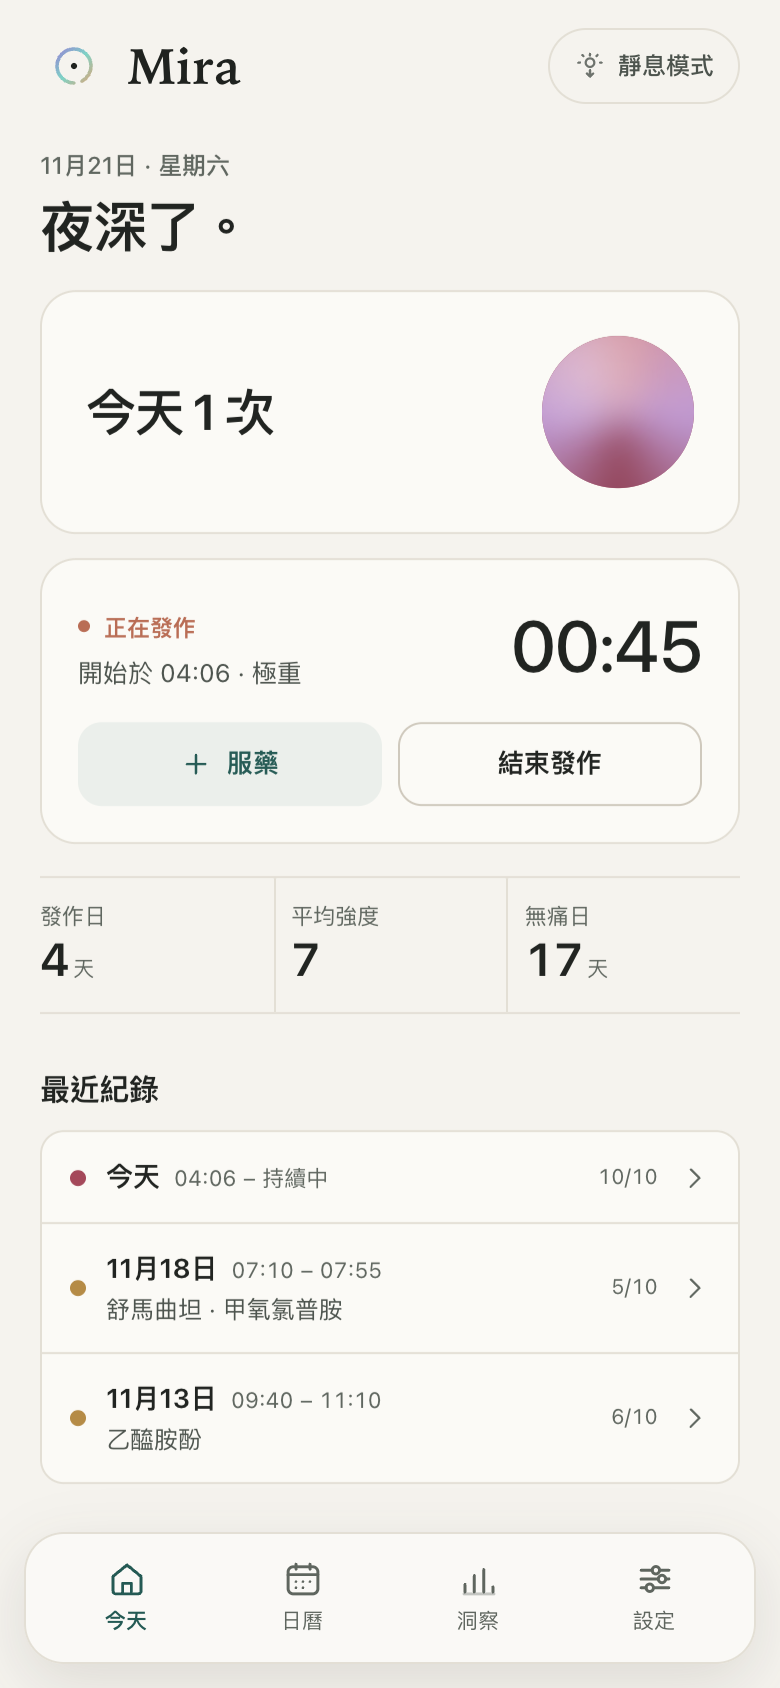 Mira
靜息模式
11月21日 · 星期六
夜深了。
今天 1 次
正在發作
開始於 04:06 · 極重
00:45
服藥
結束發作
發作日
4 天
平均強度
7
無痛日
17 天
最近紀錄
今天 04:06 – 持續中 10/10
11月18日 07:10 – 07:55
舒馬曲坦 · 甲氧氯普胺
5/10
11月13日 09:40 – 11:10
乙醯胺酚
6/10
今天
日曆
洞察
設定